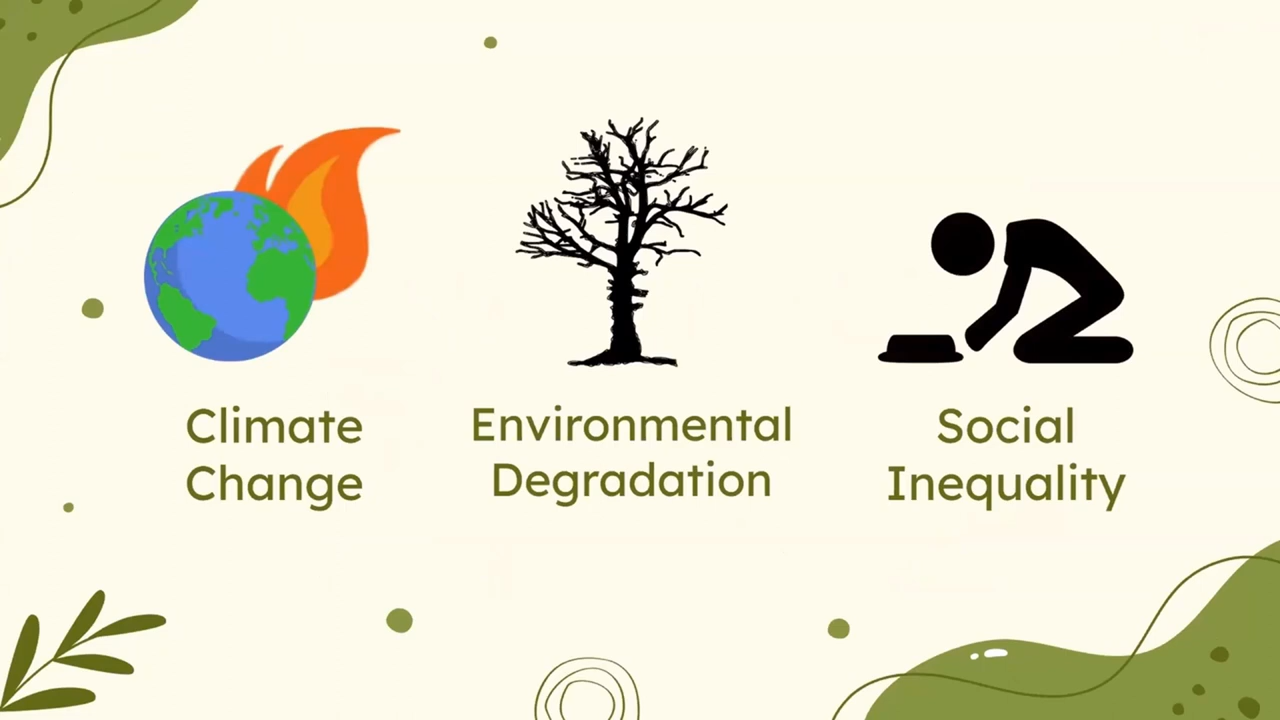 Climate
Change
Environmental
Degradation
Social
Inequality